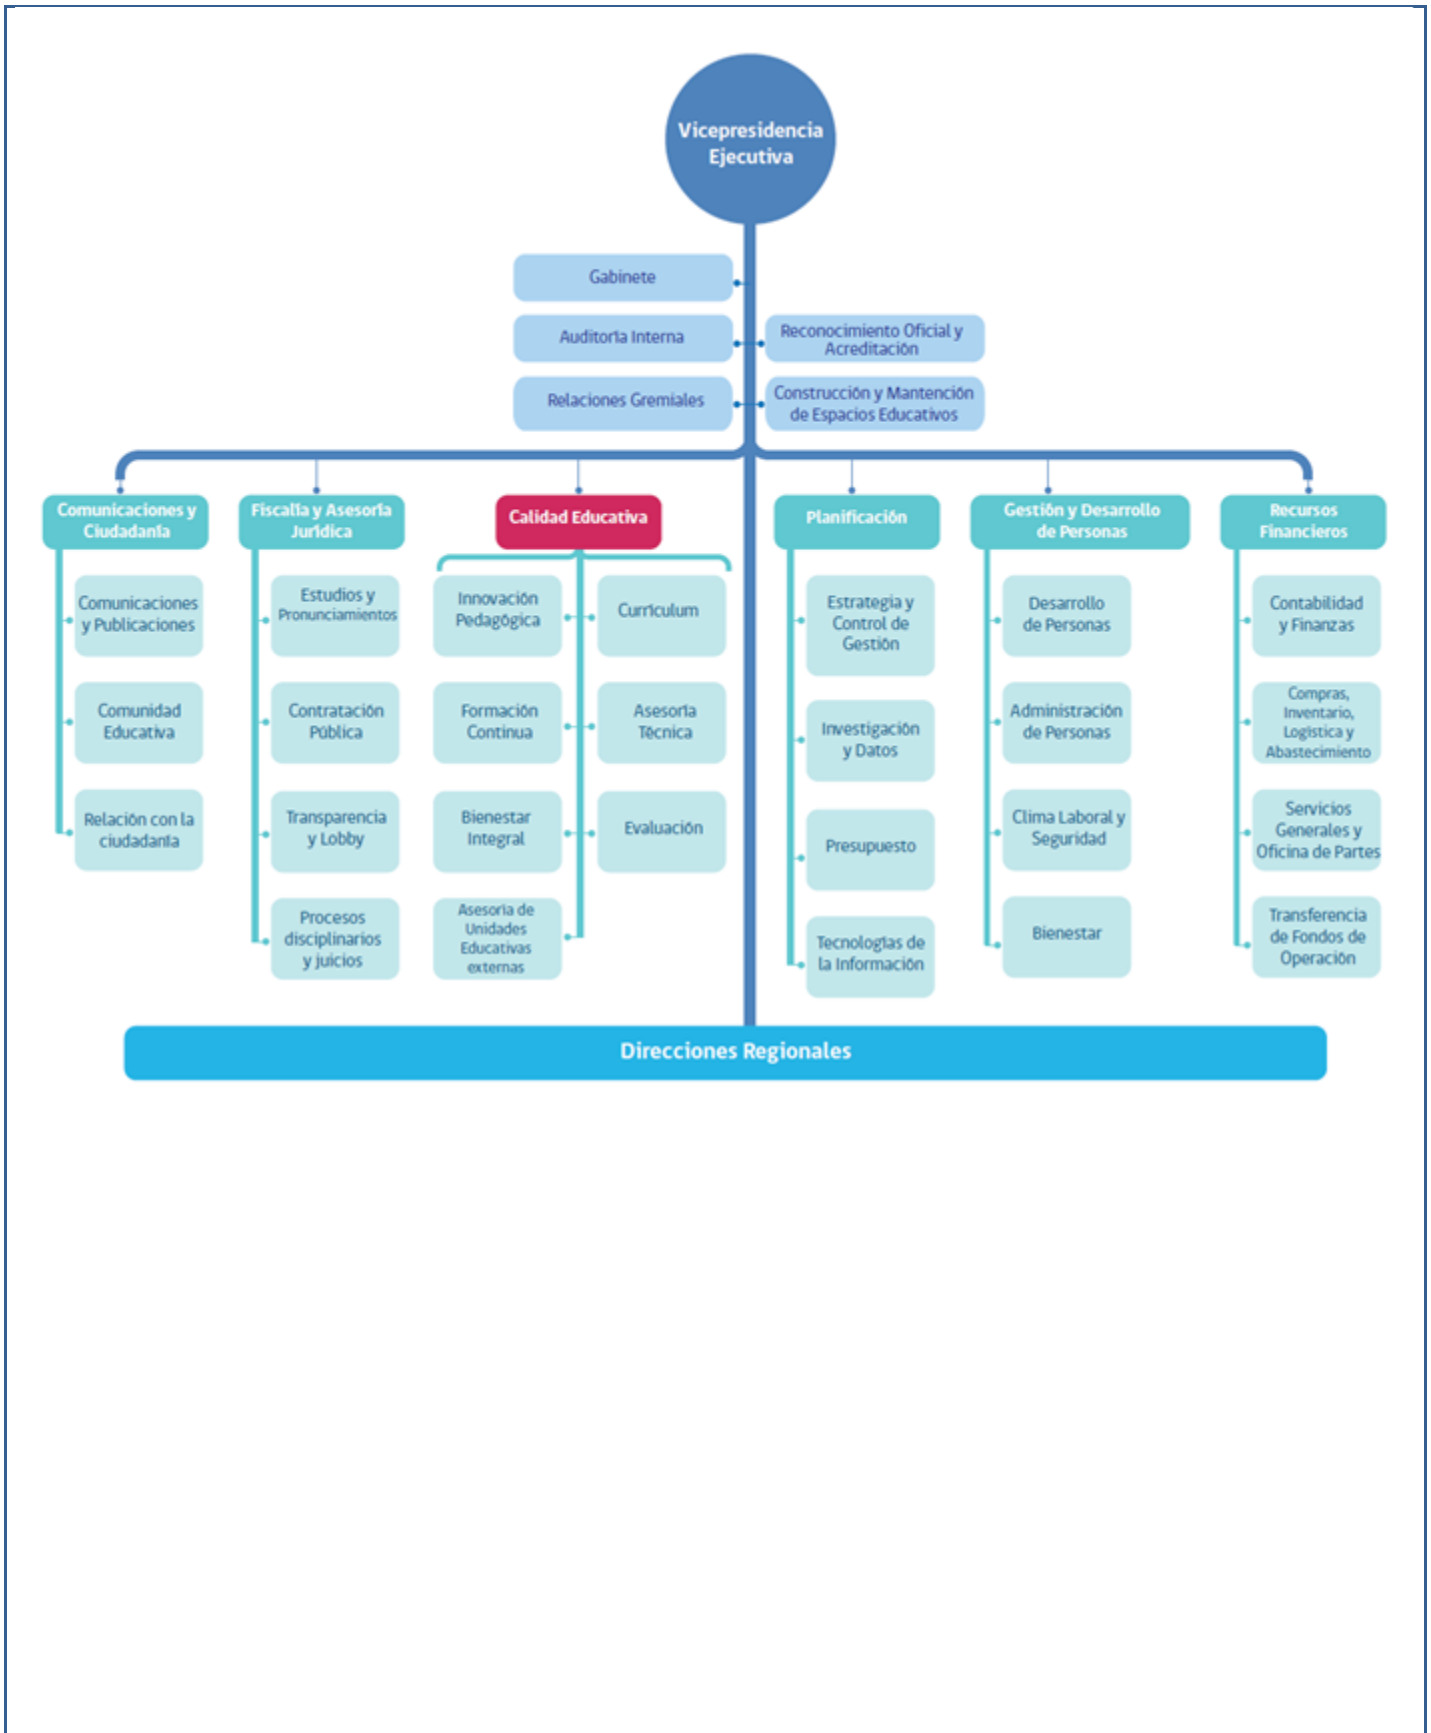 Vicepresidencia
Ejecutiva
Gabinete
Auditoría Interna
Reconocimiento Oficial y
Acreditación
Relaciones Gremiales
Construcción y Mantención
de Espacios Educativos
Comunicaciones y
Ciudadanía
Comunicaciones
y Publicaciones
Comunidad
Educativa
Relación con la
ciudadanía
Fiscalía y Asesoría
Jurídica
Estudios y
Pronunciamientos
Contratación
Pública
Transparencia
y Lobby
Procesos
disciplinarios
y juicios
Calidad Educativa
Innovación
Pedagógica
Currículum
Formación
Continua
Asesoría
Técnica
Bienestar
Integral
Evaluación
Asesoría de
Unidades
Educativas
externas
Planificación
Estrategia y
Control de
Gestión
Investigación
y Datos
Presupuesto
Tecnologías de
la Información
Gestión y Desarrollo
de Personas
Desarrollo
de Personas
Administración
de Personas
Clima Laboral y
Seguridad
Bienestar
Recursos
Financieros
Contabilidad
y Finanzas
Compras,
Inventario,
Logística y
Abastecimiento
Servicios
Generales y
Oficina de Partes
Transferencia
de Fondos de
Operación
Direcciones Regionales